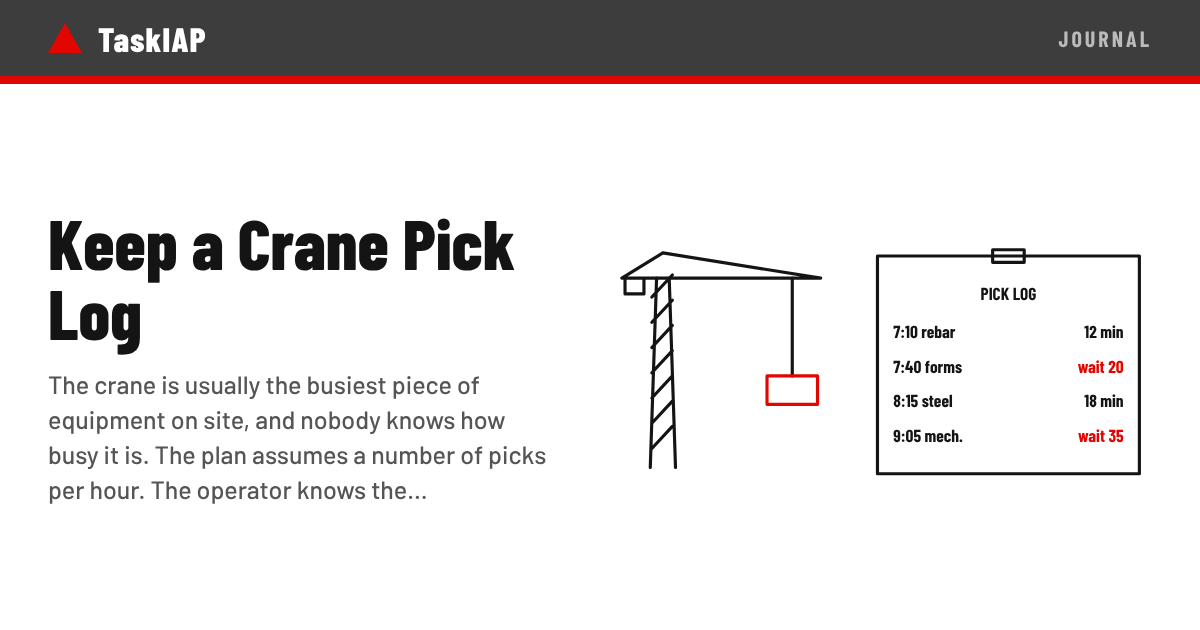 TaskIAP
JOURNAL
Keep a Crane Pick
Log
The crane is usually the busiest piece of
equipment on site, and nobody knows how
busy it is. The plan assumes a number of picks
per hour. The operator knows the...
PICK LOG
7:10 rebar 12 min
7:40 forms wait 20
8:15 steel 18 min
9:05 mech. wait 35